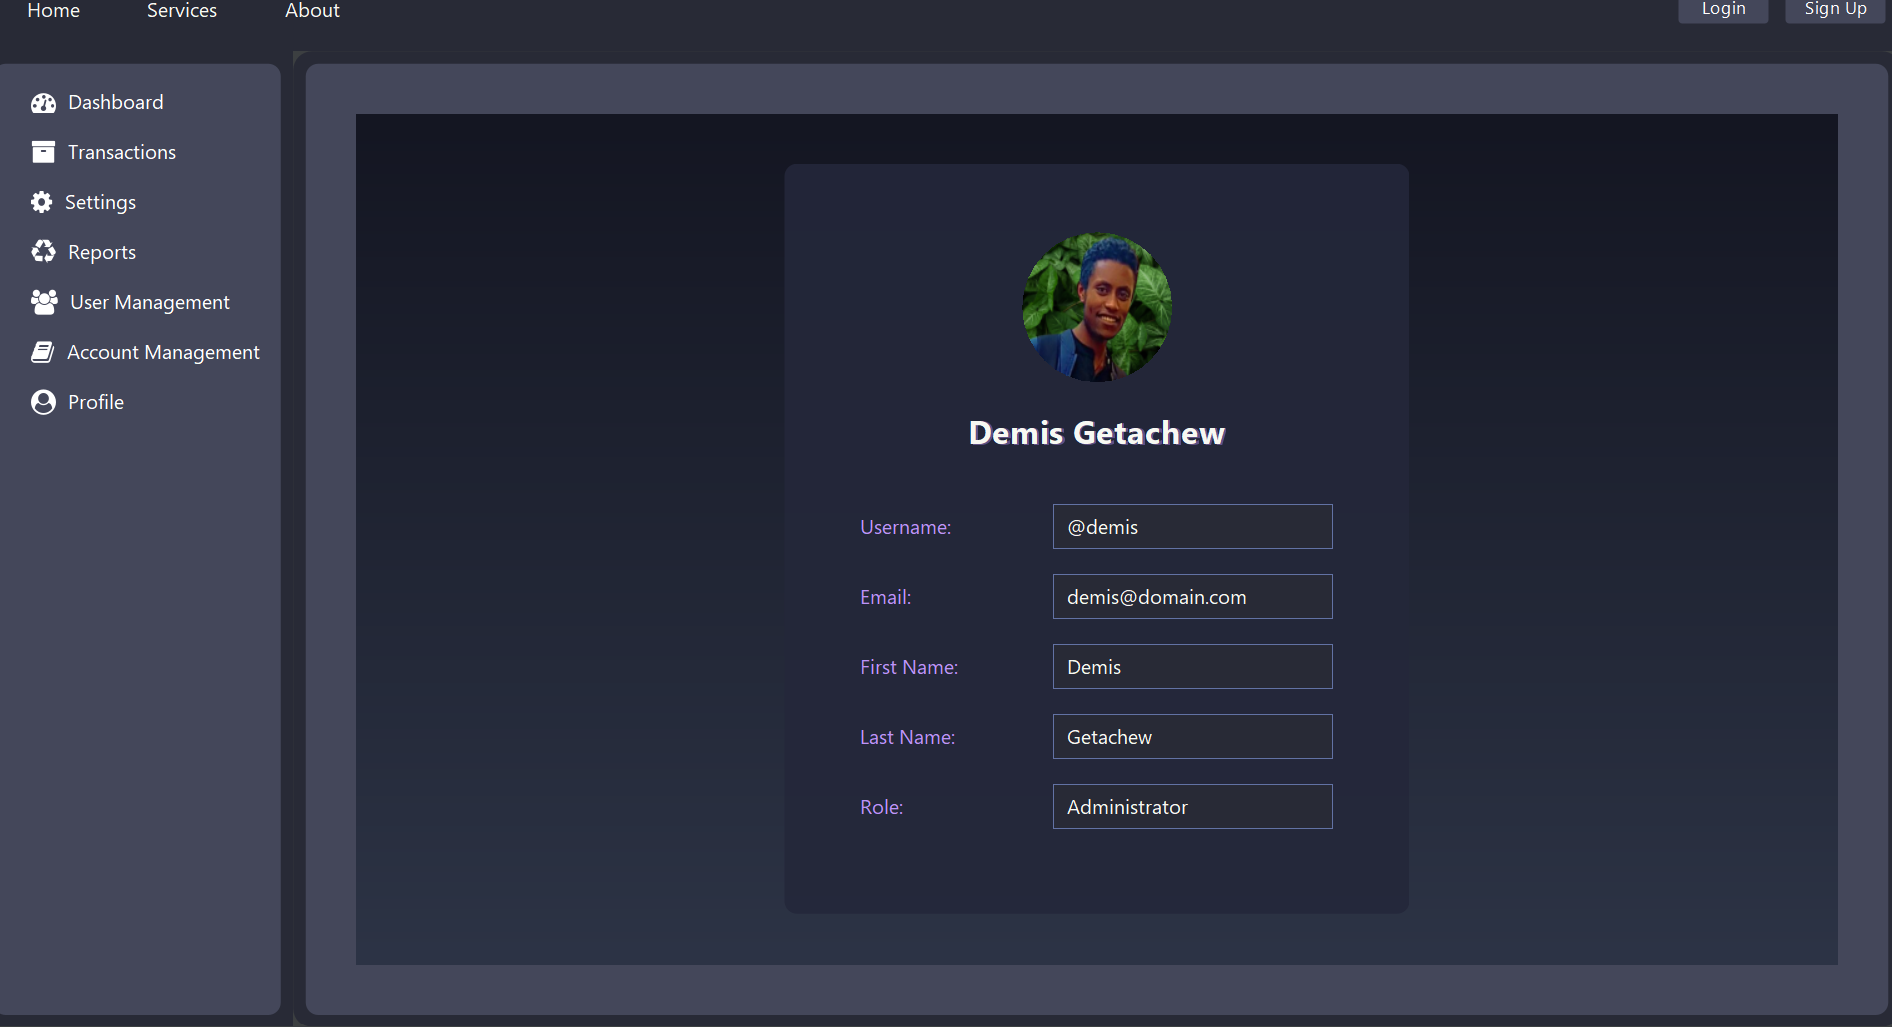 Home Services About Login Sign Up
Dashboard
Transactions
Settings
Reports
User Management
Account Management
Profile
Demis Getachew
Username: @demis
Email: demis@domain.com
First Name: Demis
Last Name: Getachew
Role: Administrator